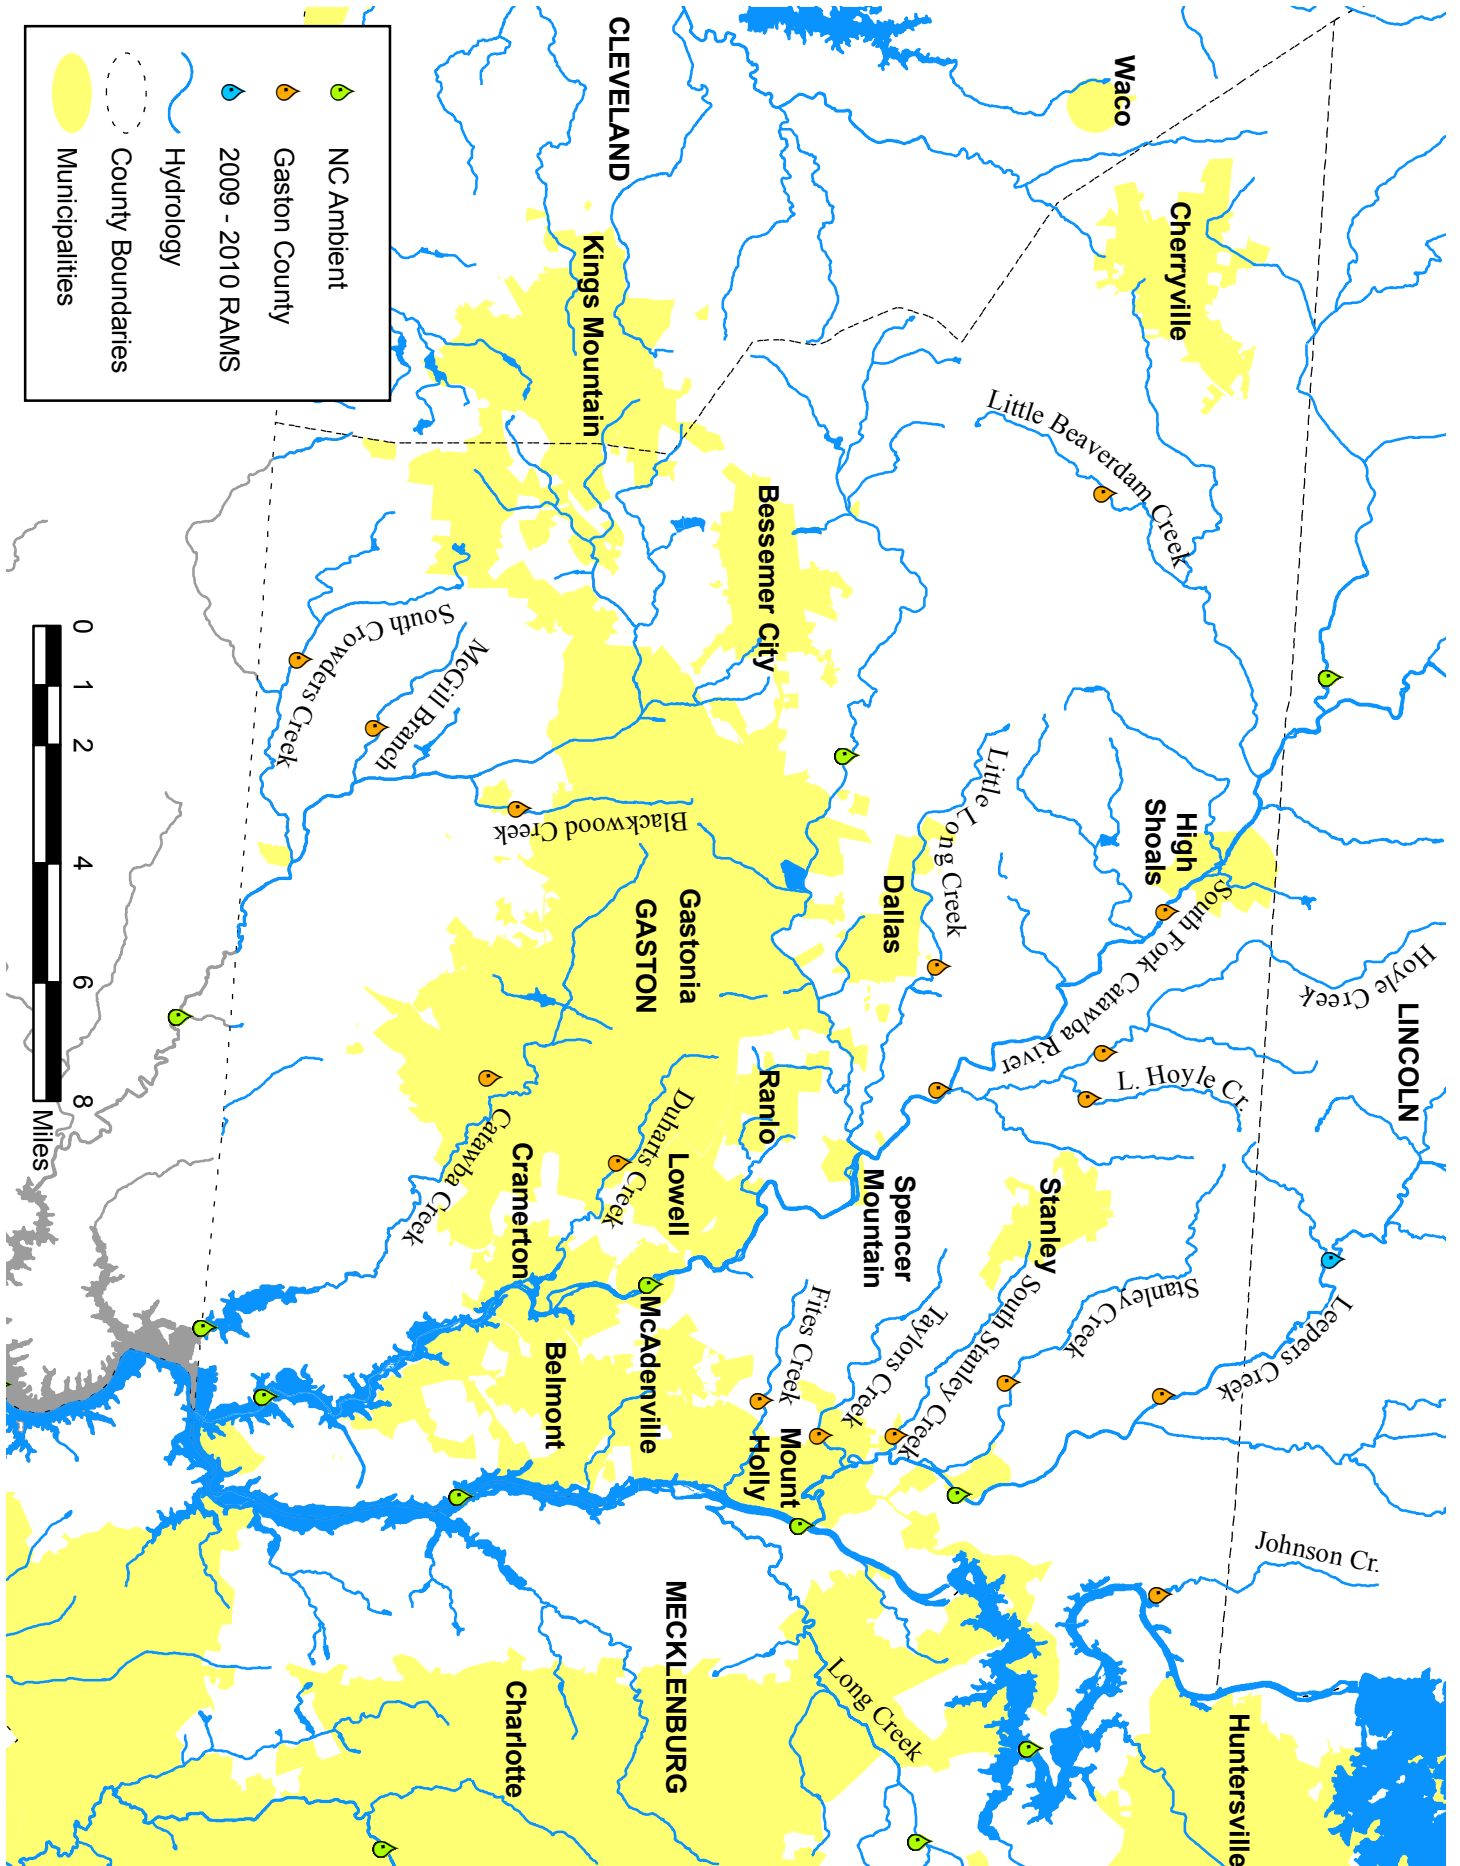 Waco
Cherryville
CLEVELAND
Kings Mountain
Little Beaverdam Creek
Bessemer City
LINCOLN
High
Shoals
Hoyle Creek
South Fork Catawba River
Little Long Creek
Dallas
L. Hoyle Cr.
Gastonia
GASTON
Ranlo
Spencer
Mountain
Stanley
Stanley Creek
Leepers Creek
South Stanley Creek
Taylors Creek
Fites Creek
Lowell
Duharts Creek
Cramerton
Catawba Creek
McAdenville
Belmont
Mount
Holly
Johnson Cr.
Long Creek
MECKLENBURG
Charlotte
Huntersville
Blackwood Creek
McGill Branch
South Crowders Creek
NC Ambient
Gaston County
2009 - 2010 RAMS
Hydrology
County Boundaries
Municipalities
0 1 2 4 6 8
Miles